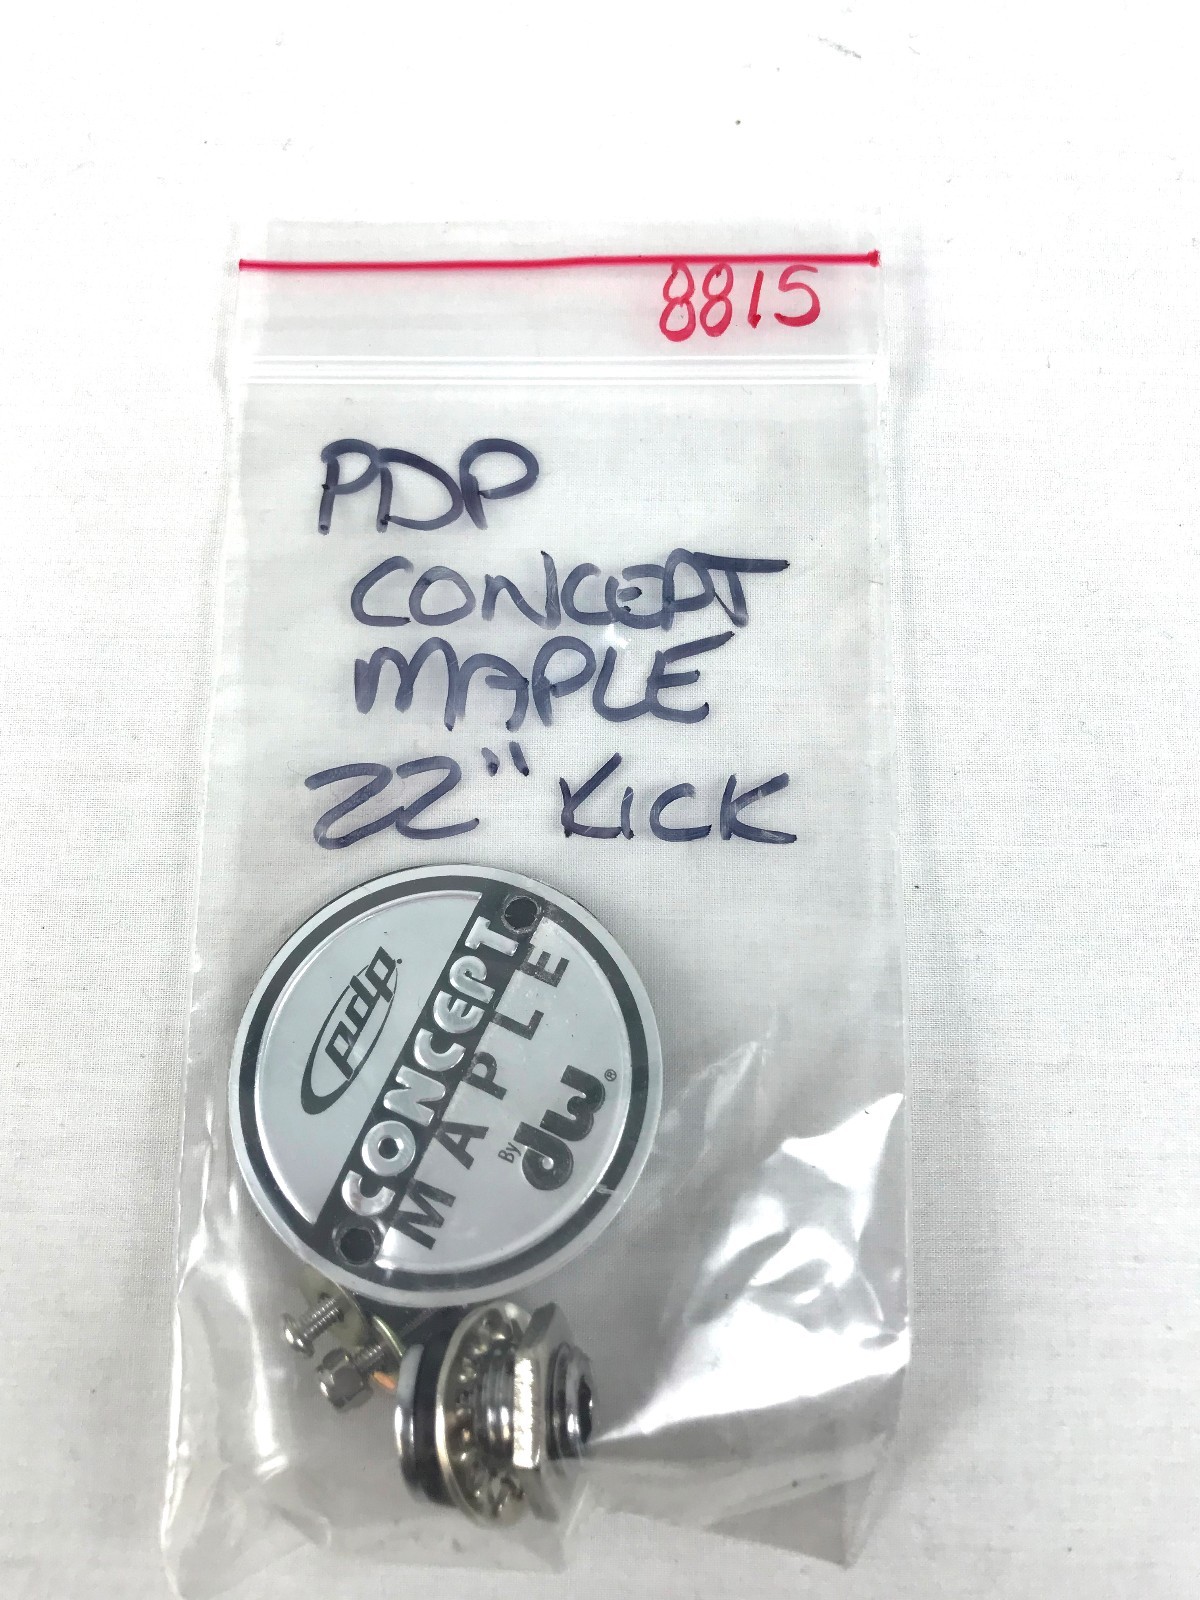 8815
PDP
CONCEPT
MAPLE
22" KICK
pdp.
CONCEPT
MAPLE
By dw®